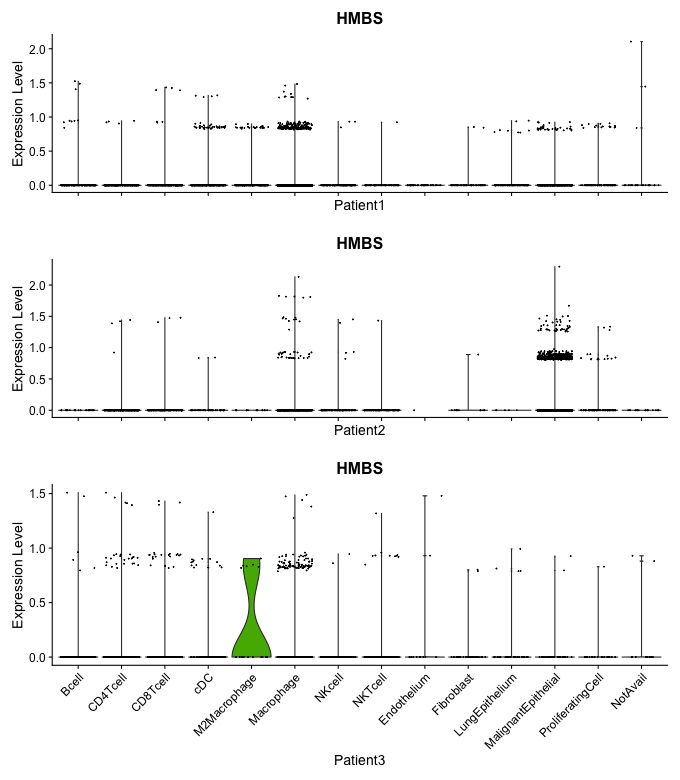 HMBS
Expression Level
2.0
1.5
1.0
0.5
0.0
Patient1
HMBS
Expression Level
2.0
1.5
1.0
0.5
0.0
Patient2
HMBS
Expression Level
1.5
1.0
0.5
0.0
Bcell
CD4Tcell
CD8Tcell
cDC
M2Macrophage
Macrophage
NKcell
NKTcell
Endothelium
Fibroblast
LungEpithelium
MalignantEpithelial
ProliferatingCell
NotAvail
Patient3